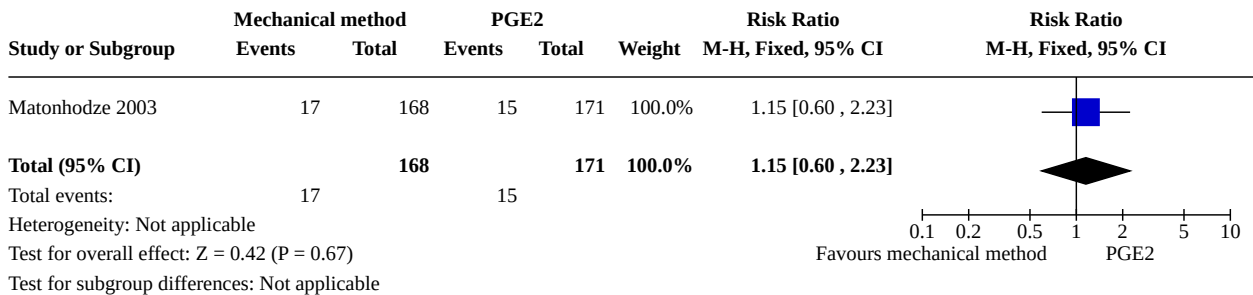 Mechanical method PGE2 Risk Ratio Risk Ratio
Study or Subgroup Events Total Events Total Weight M-H, Fixed, 95% CI M-H, Fixed, 95% CI
Matonhodze 2003 17 168 15 171 100.0% 1.15 [0.60 , 2.23]
Total (95% CI) 168 171 100.0% 1.15 [0.60 , 2.23]
Total events: 17 15
Heterogeneity: Not applicable
0.1 0.2 0.5 1 2 5 10
Test for overall effect: Z = 0.42 (P = 0.67) Favours mechanical method PGE2
Test for subgroup differences: Not applicable